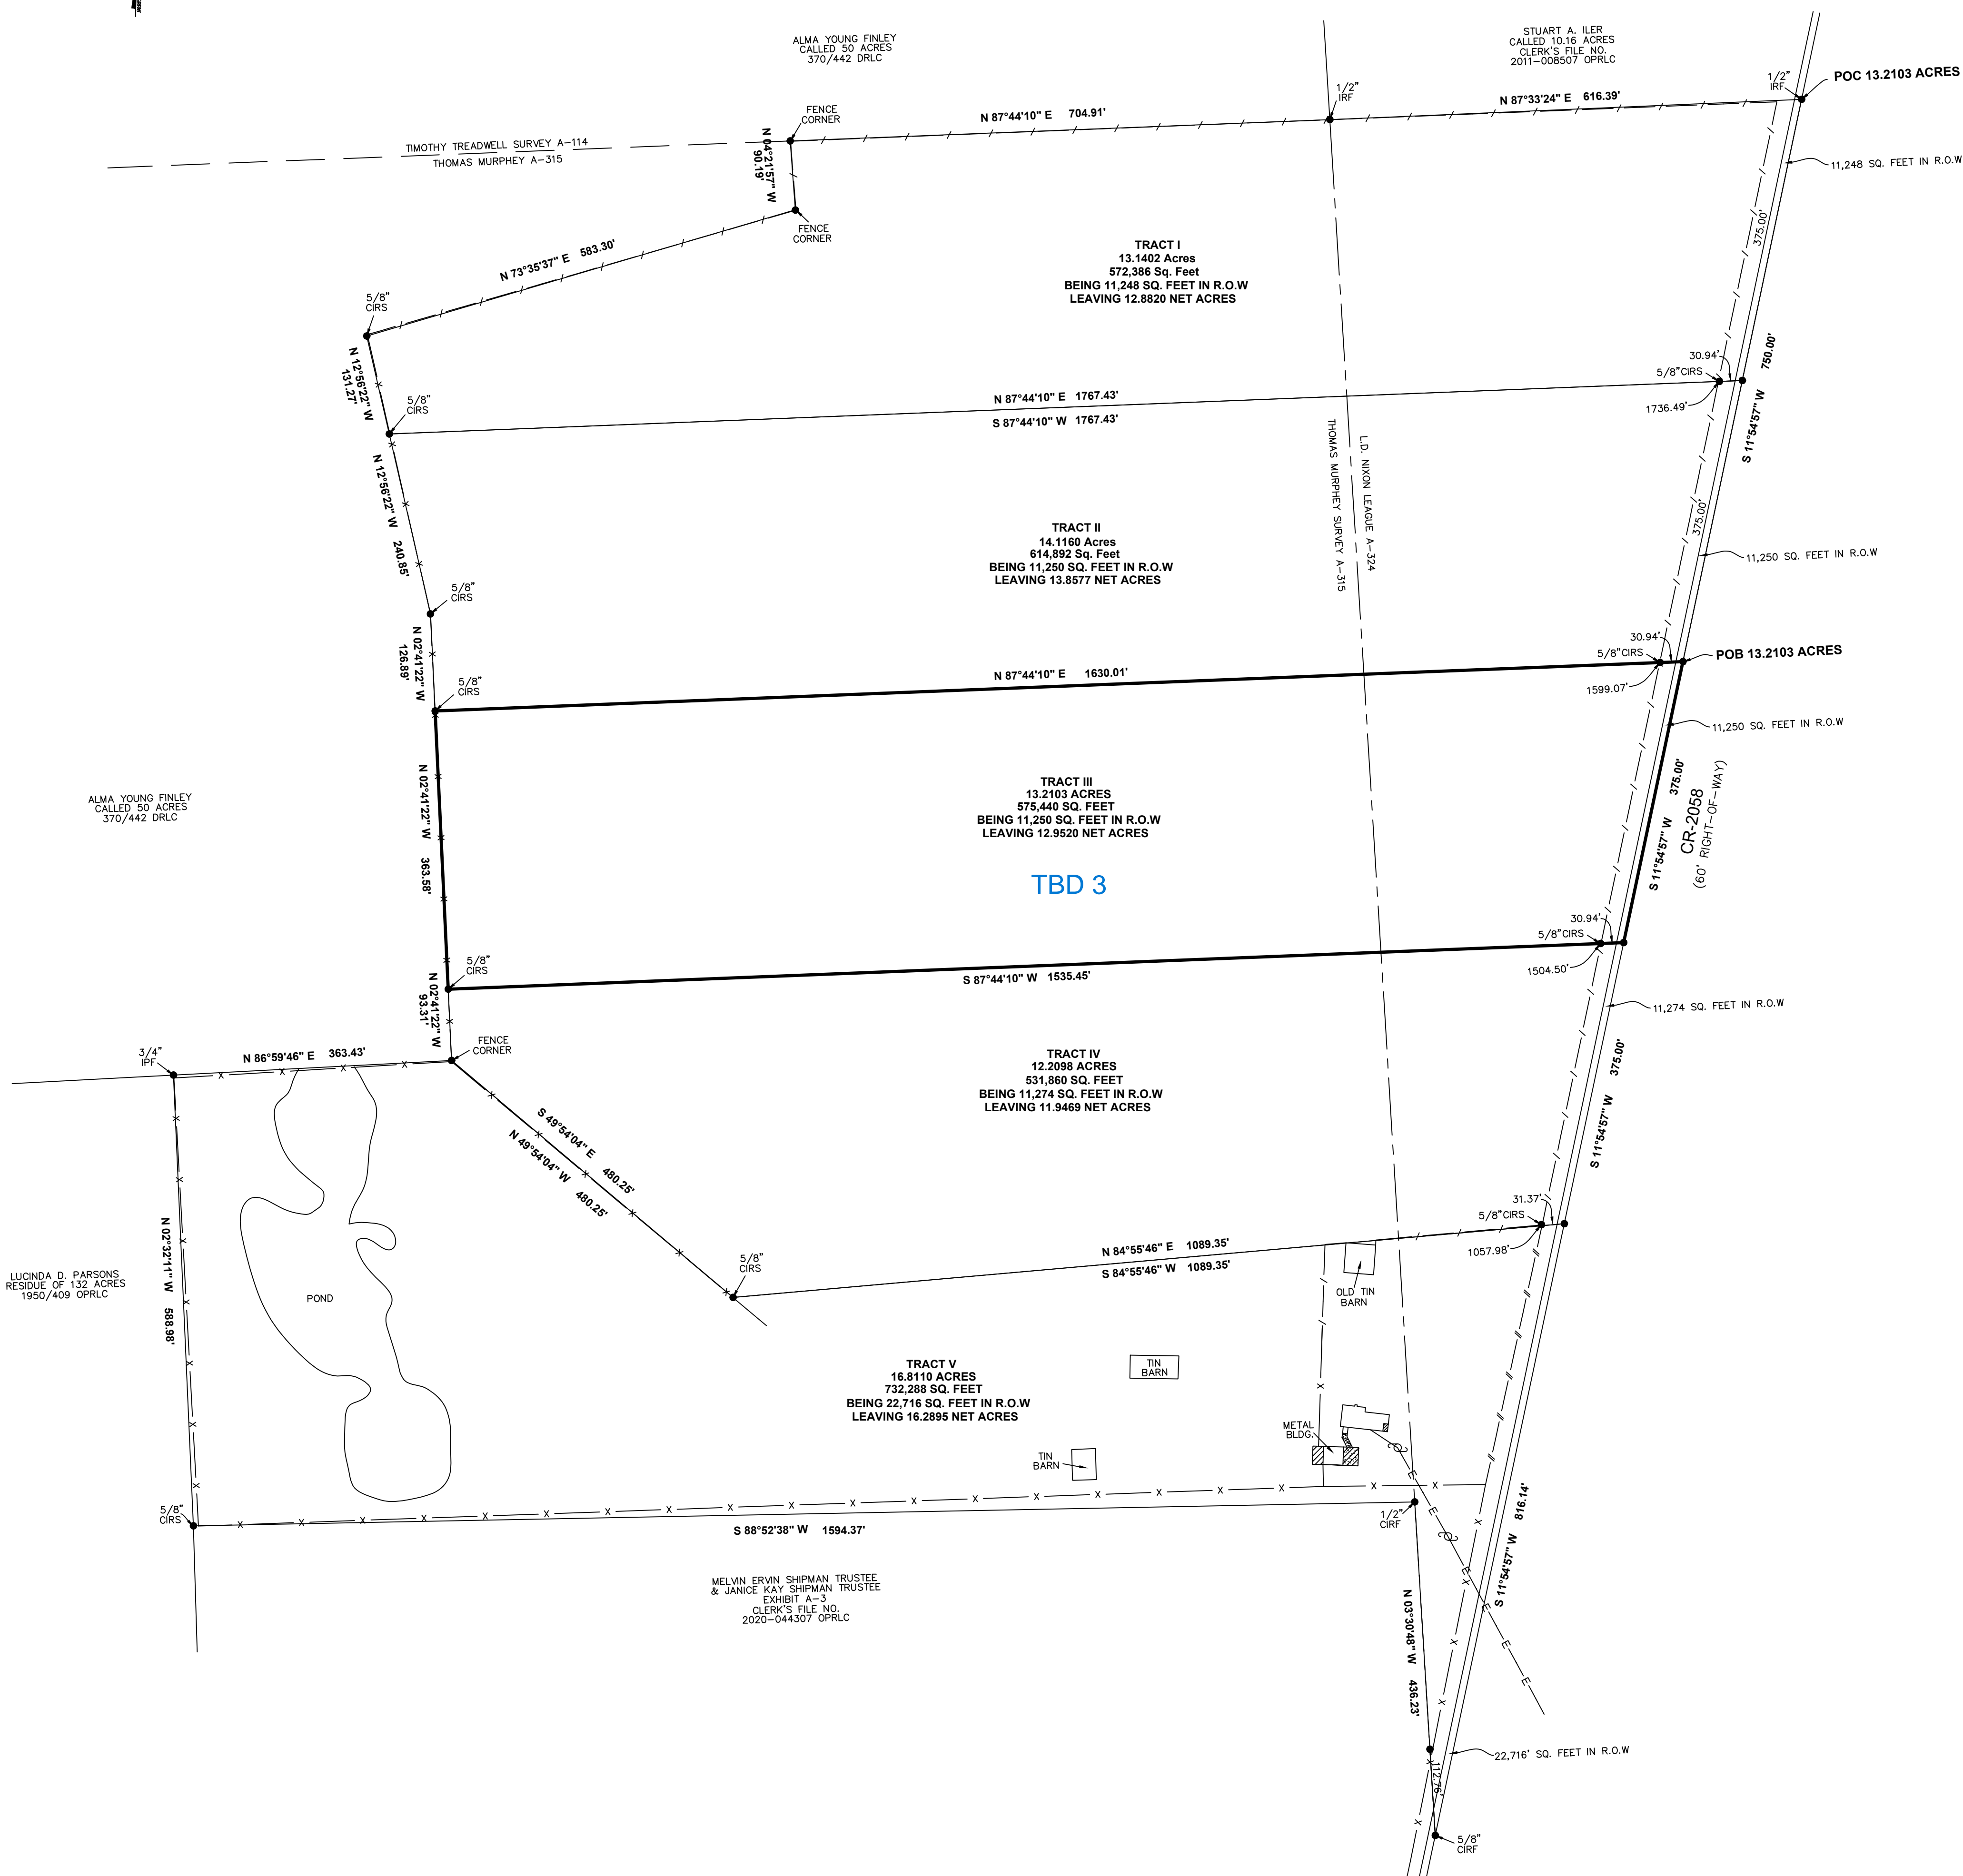 ALMA YOUNG FINLEY
CALLED 50 ACRES
370/442 DRLC
STUART A. ILER
CALLED 10.16 ACRES
CLERK'S FILE NO.
2011-008507 OPRLC
1/2"
IRF
POC 13.2103 ACRES
1/2"
IRF
N 87°33'24" E 616.39'
FENCE
CORNER
N 87°44'10" E 704.91'
TIMOTHY TREADWELL SURVEY A-114
THOMAS MURPHEY A-315
N 04°21'57" W
90.19'
11,248 SQ. FEET IN R.O.W
FENCE
CORNER
375.00'
N 73°35'37" E 583.30'
TRACT I
13.1402 Acres
572,386 Sq. Feet
BEING 11,248 SQ. FEET IN R.O.W
LEAVING 12.8820 NET ACRES
5/8"
CIRS
N 12°56'22" W
131.27'
30.94'
5/8"CIRS
S 11°54'57" W 750.00'
5/8"
CIRS
N 87°44'10" E 1767.43'
S 87°44'10" W 1767.43'
1736.49'
THOMAS MURPHEY SURVEY A-315
L.D. NIXON LEAGUE A-324
N 12°56'22" W 240.85'
375.00'
TRACT II
14.1160 Acres
614,892 Sq. Feet
BEING 11,250 SQ. FEET IN R.O.W
LEAVING 13.8577 NET ACRES
11,250 SQ. FEET IN R.O.W
5/8"
CIRS
N 02°41'22" W
126.89'
30.94'
5/8"CIRS
POB 13.2103 ACRES
5/8"
CIRS
N 87°44'10" E 1630.01'
1599.07'
11,250 SQ. FEET IN R.O.W
ALMA YOUNG FINLEY
CALLED 50 ACRES
370/442 DRLC
N 02°41'22" W 363.58'
TRACT III
13.2103 ACRES
575,440 SQ. FEET
BEING 11,250 SQ. FEET IN R.O.W
LEAVING 12.9520 NET ACRES
TBD 3
S 11°54'57" W 375.00'
CR-2058
(60' RIGHT-OF-WAY)
30.94'
5/8"CIRS
5/8"
CIRS
S 87°44'10" W 1535.45'
1504.50'
N 02°41'22" W
93.31'
11,274 SQ. FEET IN R.O.W
3/4"
IPF
N 86°59'46" E 363.43'
FENCE
CORNER
TRACT IV
12.2098 ACRES
531,860 SQ. FEET
BEING 11,274 SQ. FEET IN R.O.W
LEAVING 11.9469 NET ACRES
S 11°54'57" W 375.00'
S 49°54'04" E 480.25'
N 49°54'04" W 480.25'
31.37'
5/8"CIRS
N 02°32'11" W 588.98'
5/8"
CIRS
N 84°55'46" E 1089.35'
S 84°55'46" W 1089.35'
1057.98'
LUCINDA D. PARSONS
RESIDUE OF 132 ACRES
1950/409 OPRLC
POND
OLD TIN
BARN
TRACT V
16.8110 ACRES
732,288 SQ. FEET
BEING 22,716 SQ. FEET IN R.O.W
LEAVING 16.2895 NET ACRES
TIN
BARN
METAL
BLDG.
TIN
BARN
5/8"
CIRS
S 88°52'38" W 1594.37'
1/2"
CIRF
S 11°54'57" W 816.14'
MELVIN ERVIN SHIPMAN TRUSTEE
& JANICE KAY SHIPMAN TRUSTEE
EXHIBIT A-3
CLERK'S FILE NO.
2020-044307 OPRLC
N 03°30'48" W 436.23'
22,716' SQ. FEET IN R.O.W
112.76'
5/8"
CIRF